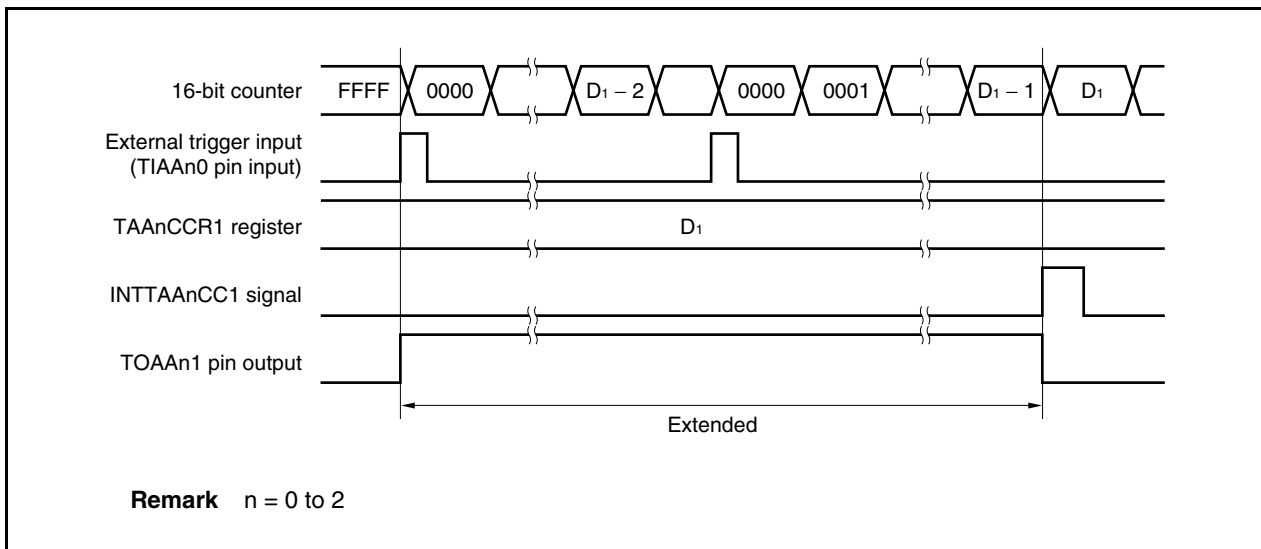 16-bit counter FFFF 0000 D1 – 2 0000 0001 D1 – 1 D1
External trigger input
(TIAAn0 pin input)
TAAnCCR1 register D1
INTTAAnCC1 signal
TOAAn1 pin output
Extended
Remark n = 0 to 2